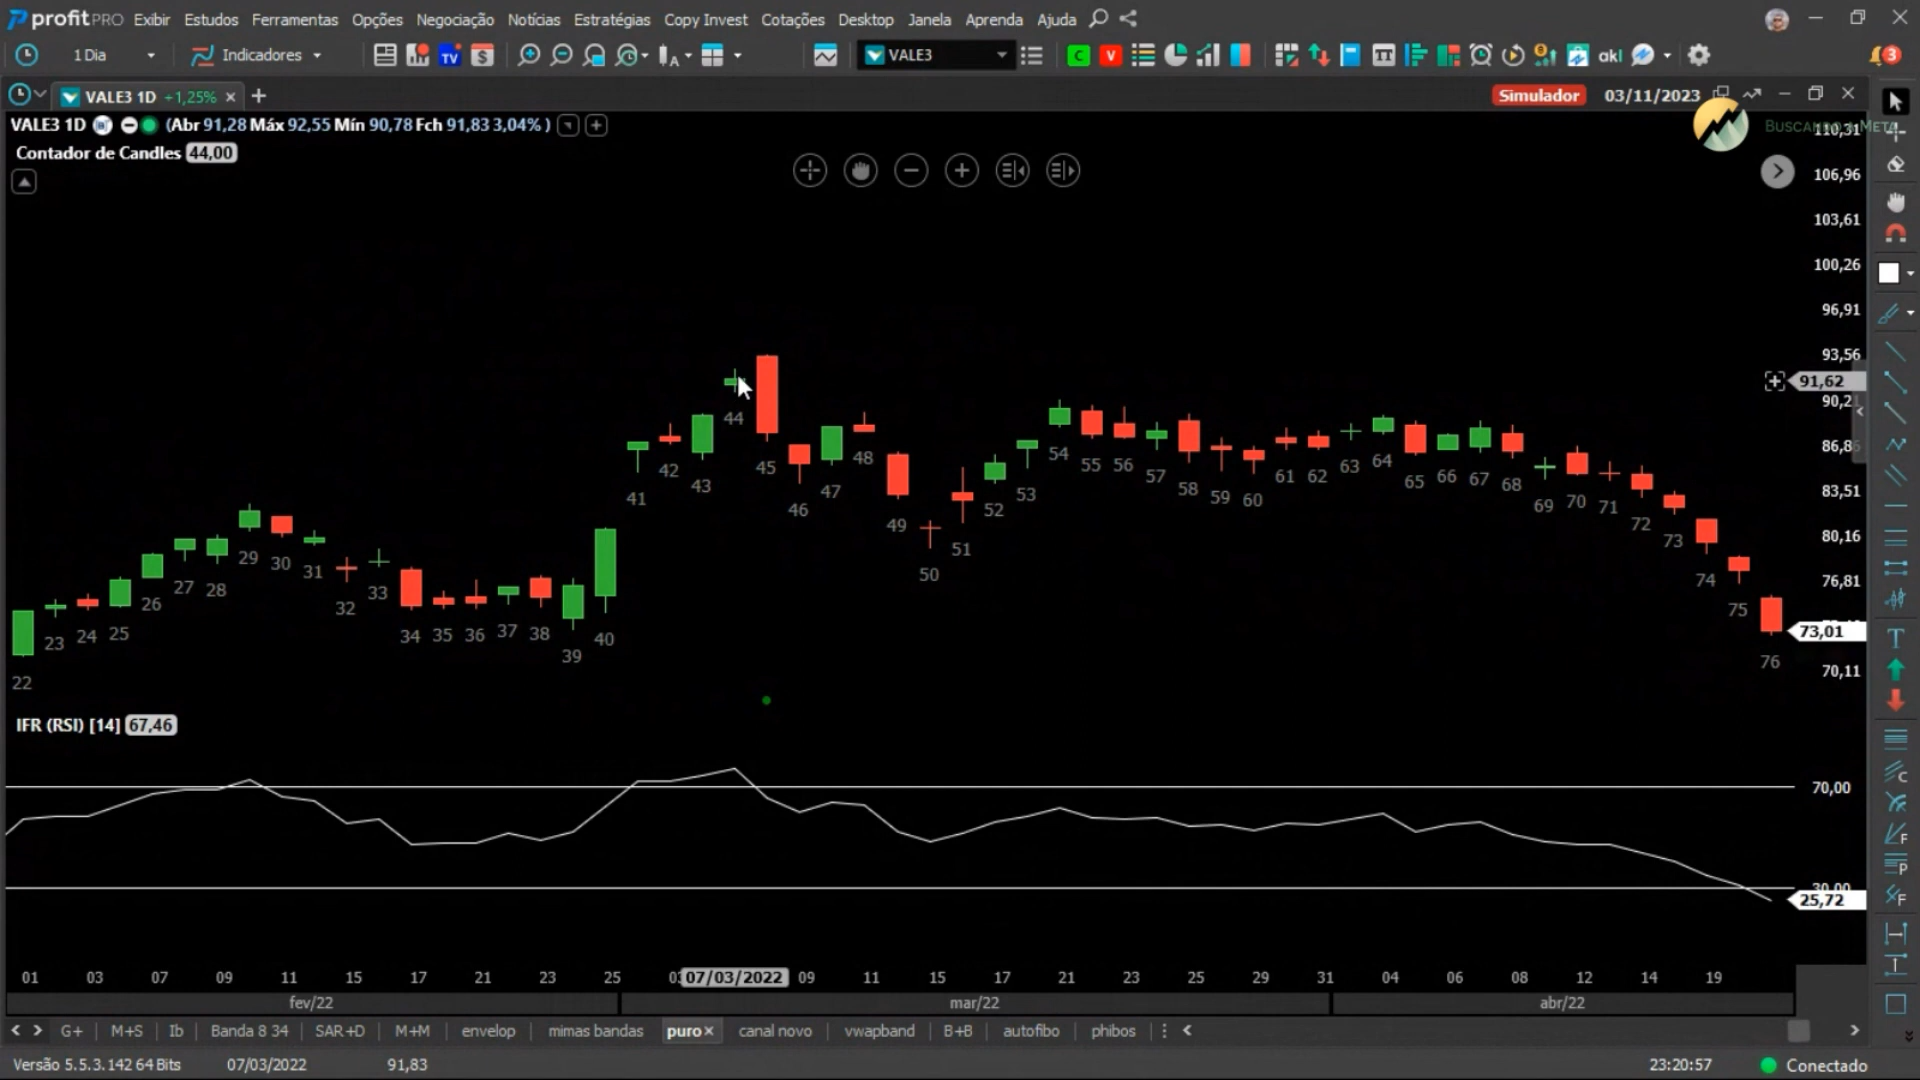 profitPRO Exibir Estudos Ferramentas Opções Negociação Notícias Estratégias Copy Invest Cotações Desktop Janela Aprenda Ajuda
1 Dia Indicadores TV VALE3 C V TT akl 3
VALE3 1D +1,25% Simulador 03/11/2023
VALE3 1D (Abr 91,28 Máx 92,55 Mín 90,78 Fch 91,83 3,04% )
Contador de Candles 44,00
BUSCANDO A META
110,31
106,96
103,61
100,26
96,91
93,56
91,62
90,21
83,51
80,16
76,81
73,01
70,11
22 23 24 25 26 27 28 29 30 31 32 33 34 35 36 37 38 39 40 41 42 43 44 45 46 47 48 49 50 51 52 53 54 55 56 57 58 59 60 61 62 63 64 65 66 67 68 69 70 71 72 73 74 75 76
IFR (RSI) [14] 67,46
70,00
30,00
25,72
01 03 07 09 11 15 17 21 23 25 07/03/2022 09 11 15 17 21 23 25 29 31 04 06 08 12 14 19
fev/22 mar/22 abr/22
G+ M+S Ib Banda 8 34 SAR+D M+M envelop mimas bandas puro canal novo vwapband B+B autofibo phibos
Versão 5.5.3.142 64 Bits 07/03/2022 91,83 23:20:57 Conectado